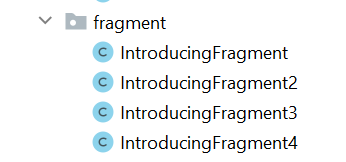 fragment
C IntroducingFragment
C IntroducingFragment2
C IntroducingFragment3
C IntroducingFragment4